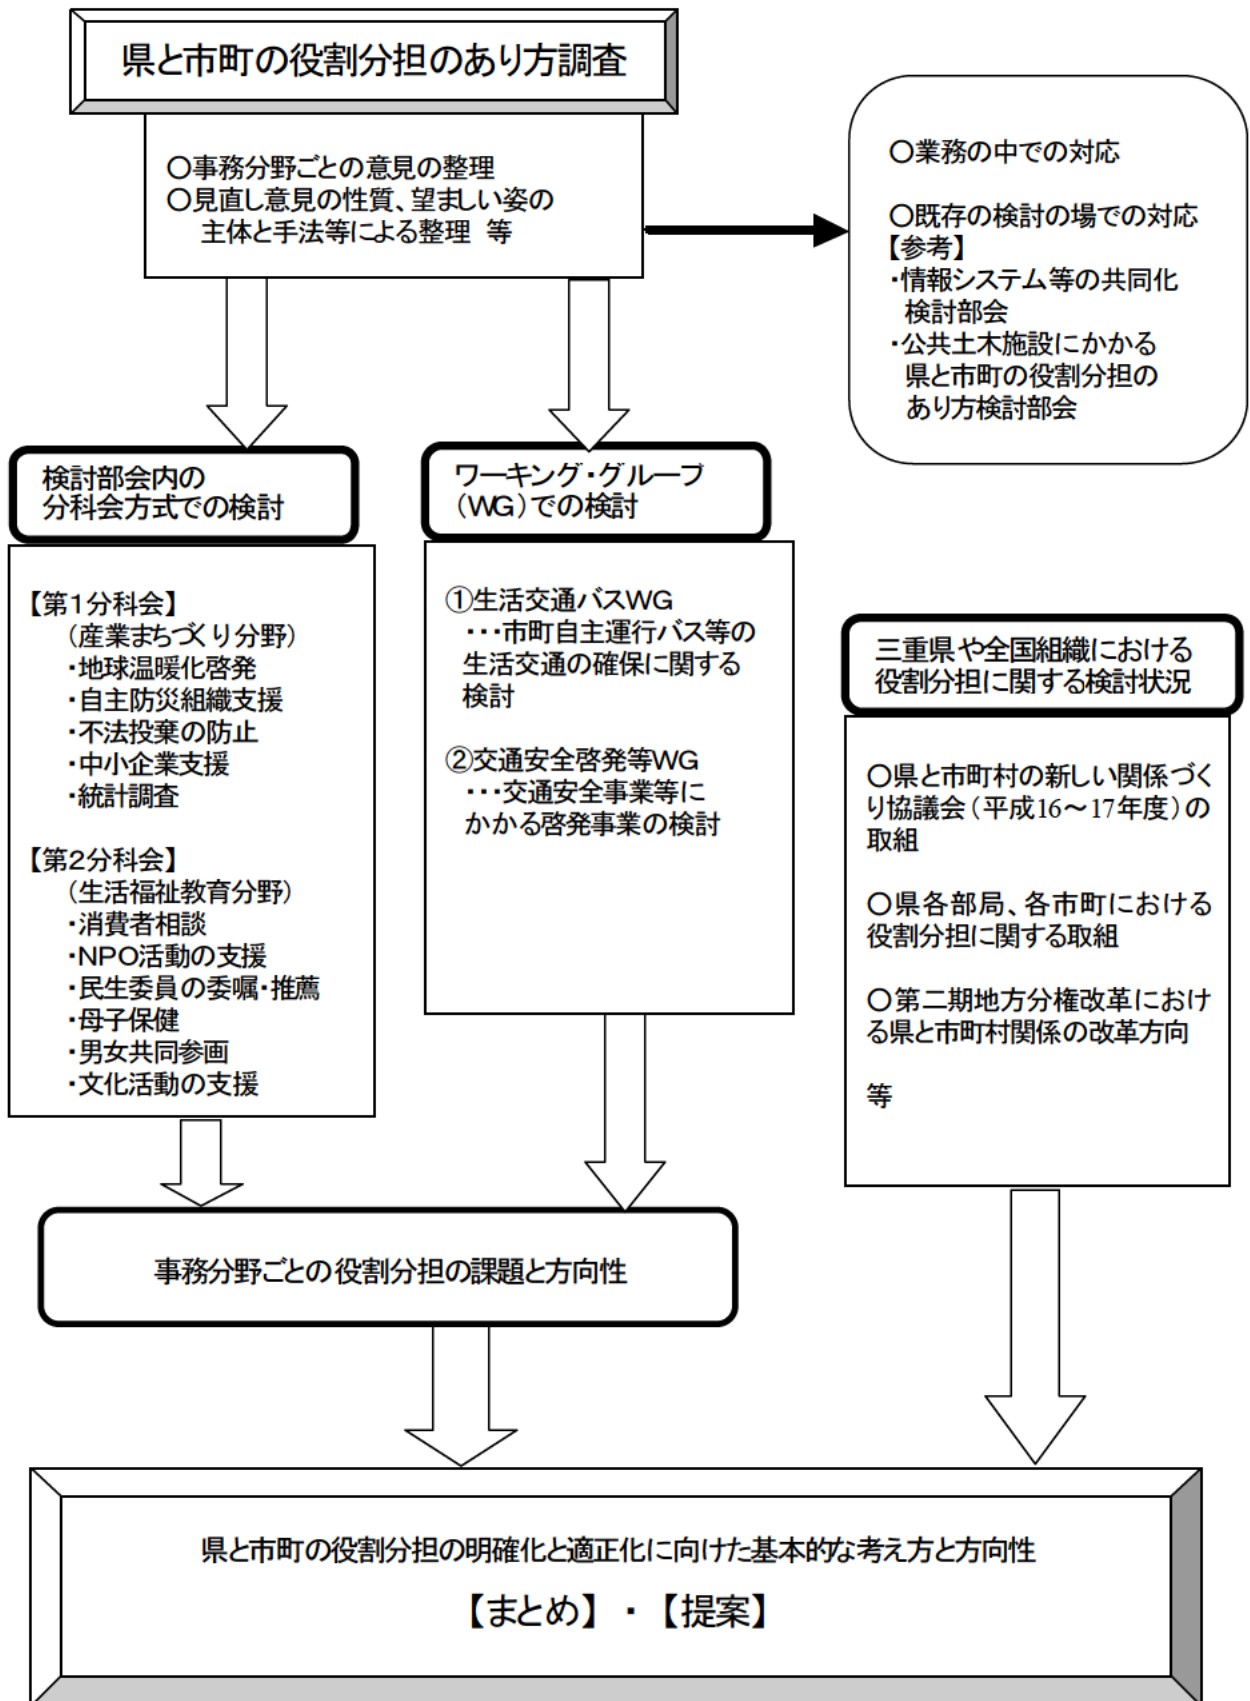 県と市町の役割分担のあり方調査
〇事務分野ごとの意見の整理
〇見直し意見の性質、望ましい姿の
主体と手法等による整理 等
〇業務の中での対応
〇既存の検討の場での対応
【参考】
・情報システム等の共同化
検討部会
・公共土木施設にかかる
県と市町の役割分担の
あり方検討部会
検討部会内の
分科会方式での検討
【第1分科会】
（産業まちづくり分野）
・地球温暖化啓発
・自主防災組織支援
・不法投棄の防止
・中小企業支援
・統計調査
【第2分科会】
（生活福祉教育分野）
・消費者相談
・NPO活動の支援
・民生委員の委嘱・推薦
・母子保健
・男女共同参画
・文化活動の支援
ワーキング・グループ
（WG）での検討
①生活交通バスWG
・・・市町自主運行バス等の
生活交通の確保に関する
検討
②交通安全啓発等WG
・・・交通安全事業等に
かかる啓発事業の検討
三重県や全国組織における
役割分担に関する検討状況
〇県と市町村の新しい関係づく
り協議会（平成16～17年度）の
取組
〇県各部局、各市町における
役割分担に関する取組
〇第二期地方分権改革におけ
る県と市町村関係の改革方向
等
事務分野ごとの役割分担の課題と方向性
県と市町の役割分担の明確化と適正化に向けた基本的な考え方と方向性
【まとめ】・【提案】